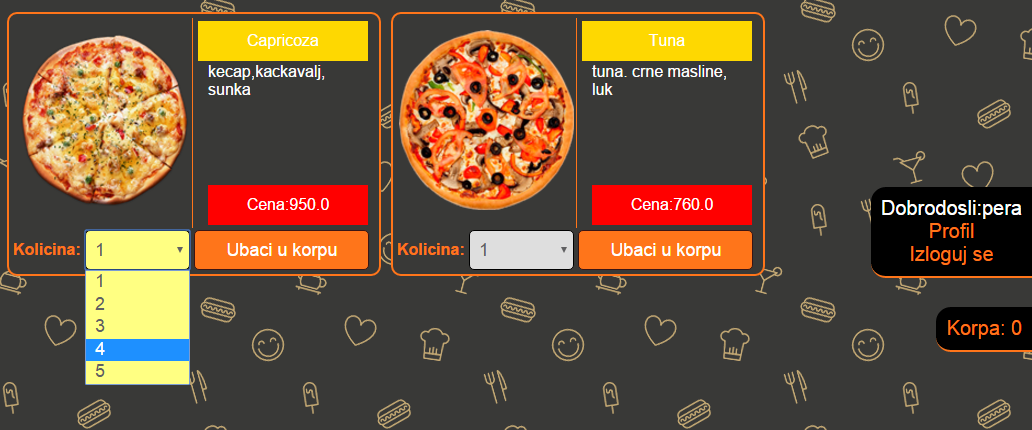 Capricoza
kecap,kackavalj,
sunka
Cena:950.0
Kolicina:
1
Ubaci u korpu
1
2
3
4
5
Tuna
tuna. crne masline,
luk
Cena:760.0
Kolicina:
1
Ubaci u korpu
Dobrodosli:pera
Profil
Izloguj se
Korpa: 0